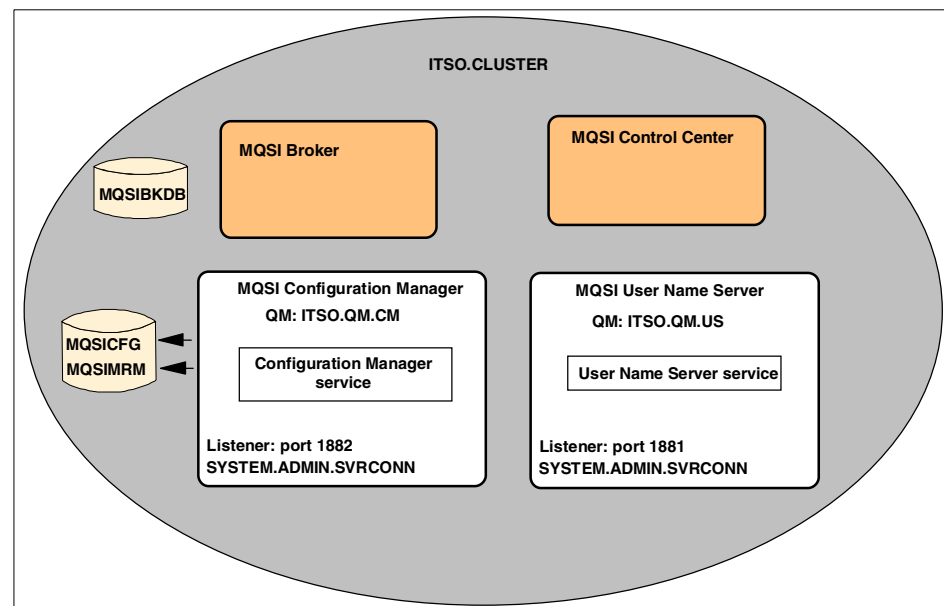 ITSO.CLUSTER
MQSI Broker
MQSI Control Center
MQSIBKDB
MQSI Configuration Manager
QM: ITSO.QM.CM
Configuration Manager
service
Listener: port 1882
SYSTEM.ADMIN.SVRCONN
MQSICFG
MQSIMRM
MQSI User Name Server
QM: ITSO.QM.US
User Name Server service
Listener: port 1881
SYSTEM.ADMIN.SVRCONN